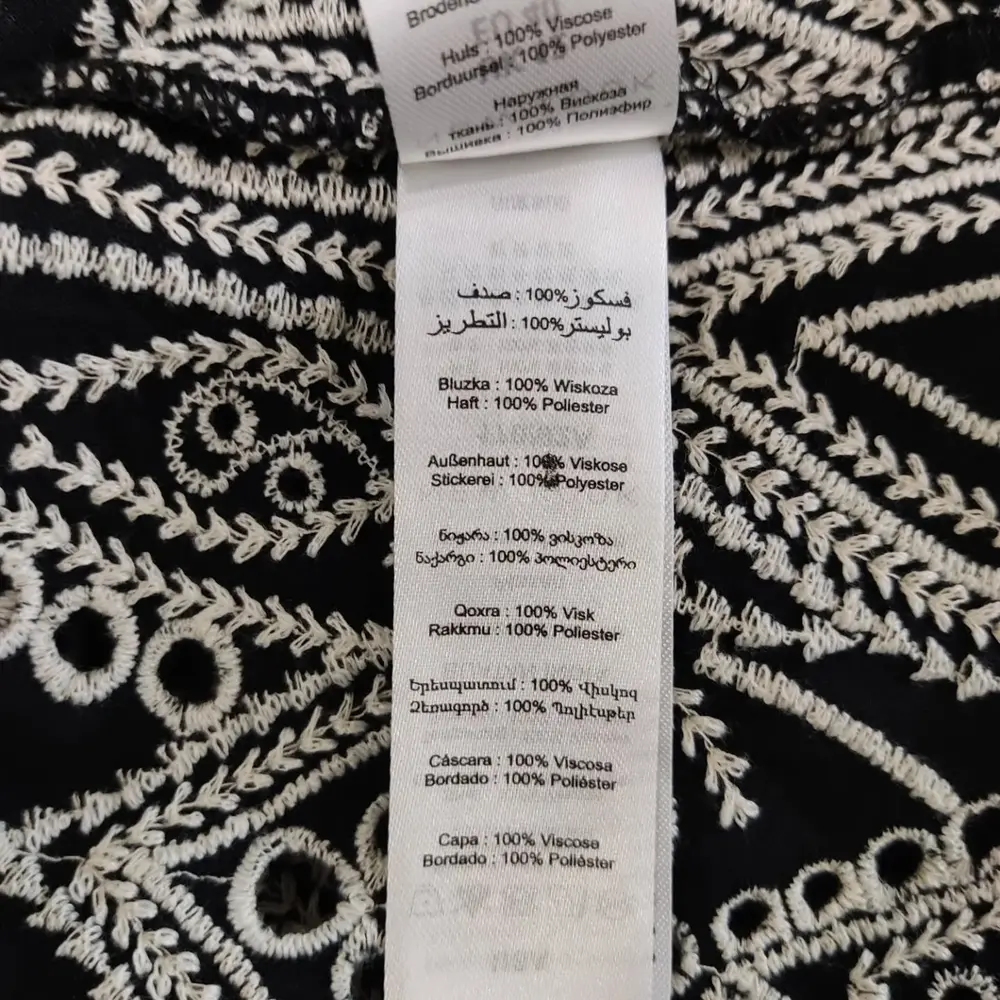 Huls : 100% Viscose
Borduursel : 100% Polyester
Наружная
ткань : 100% Вискоза
Вышивка : 100% Полиэфир
فسكوز%100 : صدف
بوليستر%100 : التطريز
Bluzka : 100% Wiskoza
Haft : 100% Poliester
Außenhaut : 100% Viskose
Stickerei : 100% Polyester
ნიჟარა : 100% ვისკოზა
ნაქარგი : 100% პოლიესტერი
Qoxra : 100% Visk
Rakkmu : 100% Poliester
Երեսպատում : 100% Վիսկոզ
Ձեռագործ : 100% Պոլիէսթեր
Cáscara : 100% Viscosa
Bordado : 100% Poliéster
Capa : 100% Viscose
Bordado : 100% Poliéster